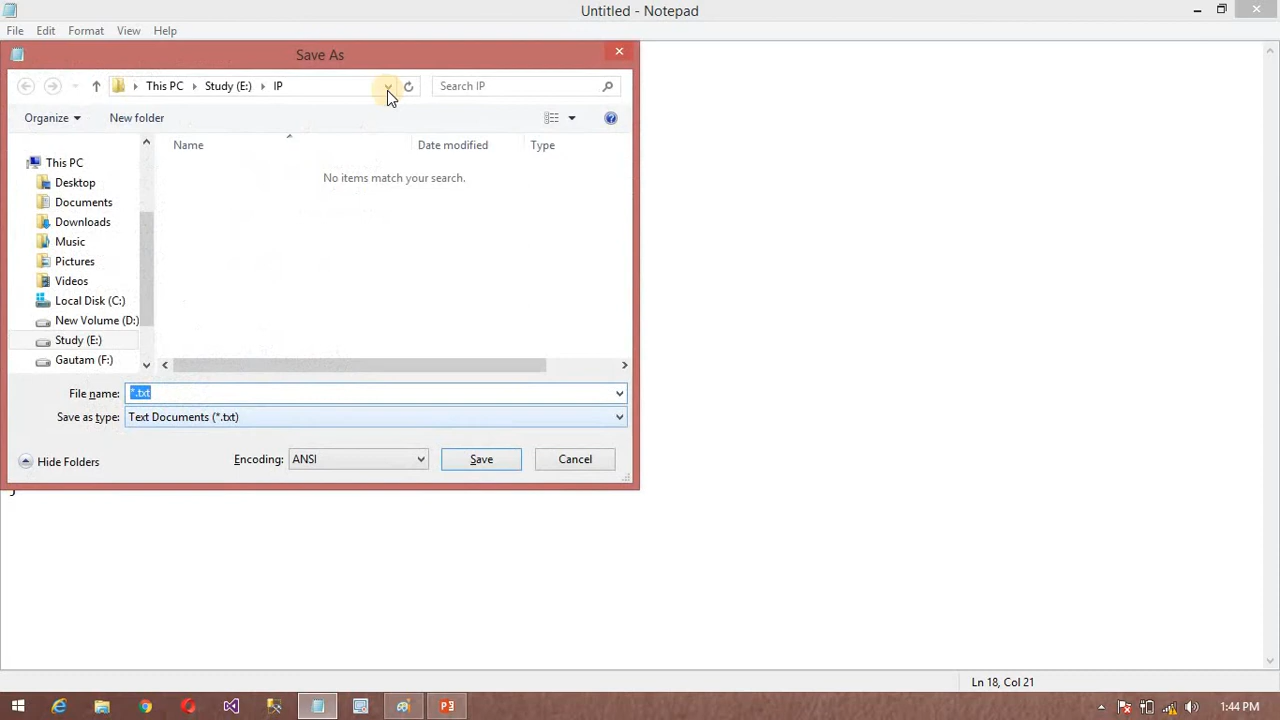 Untitled - Notepad
File Edit Format View Help
Save As
This PC Study (E:) IP Search IP
Organize New folder
Name Date modified Type
No items match your search.
This PC
Desktop
Documents
Downloads
Music
Pictures
Videos
Local Disk (C:)
New Volume (D:)
Study (E:)
Gautam (F:)
File name: *.txt
Save as type: Text Documents (*.txt)
Hide Folders Encoding: ANSI Save Cancel
}
Ln 18, Col 21
1:44 PM